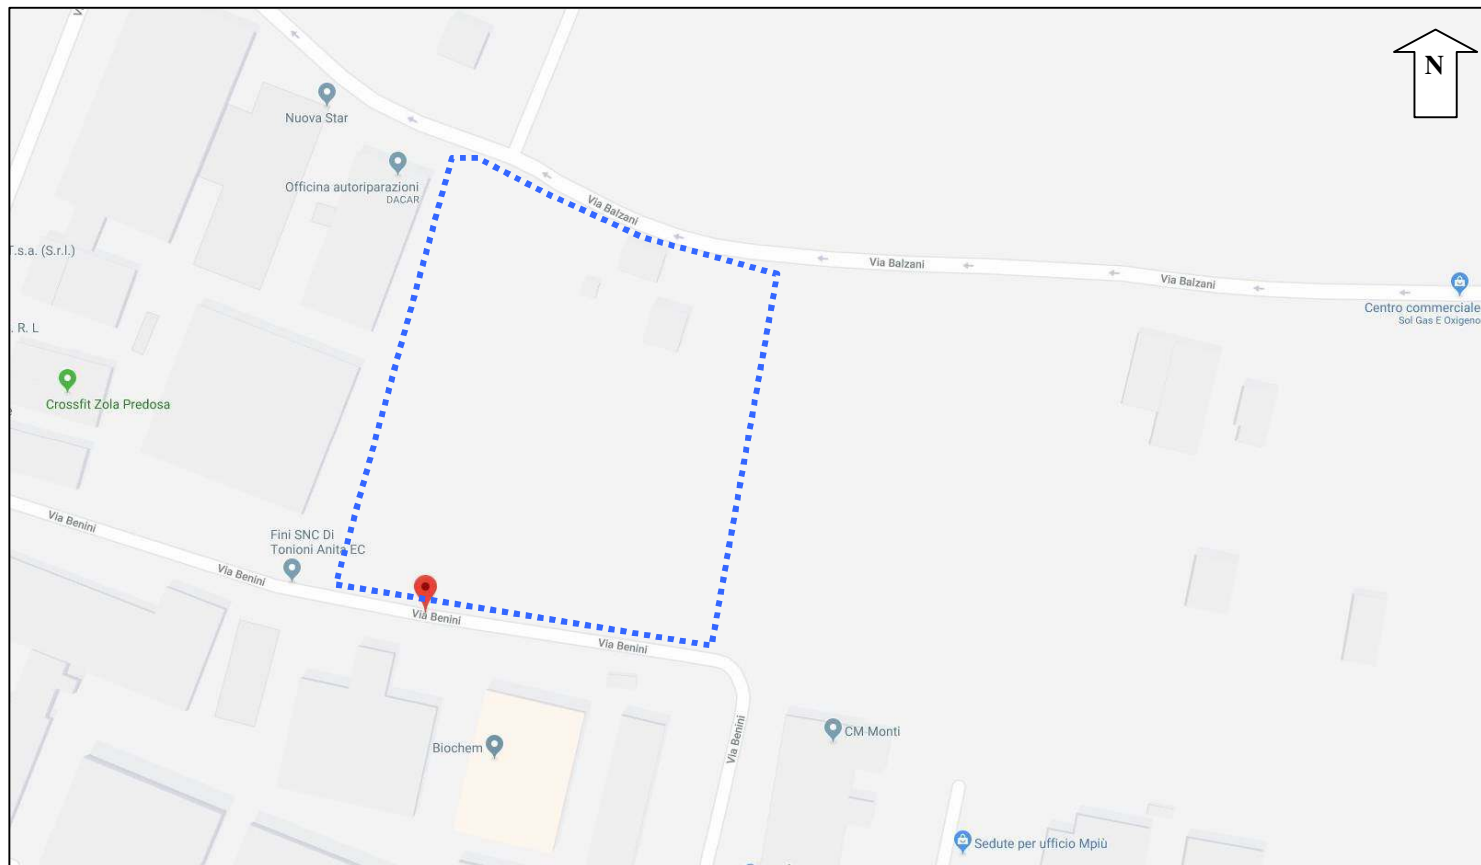 N
Nuova Star
Officina autoriparazioni
DACAR
Via Balzani
Via Balzani
Via Balzani
T.s.a. (S.r.l.)
Centro commerciale
Sol Gas E Oxigeno
. R. L
Crossfit Zola Predosa
Via Benini
Fini SNC Di
Tonioni Anita EC
Via Benini
Via Benini
Via Benini
Via Benini
CM Monti
Biochem
Sedute per ufficio Mpiù